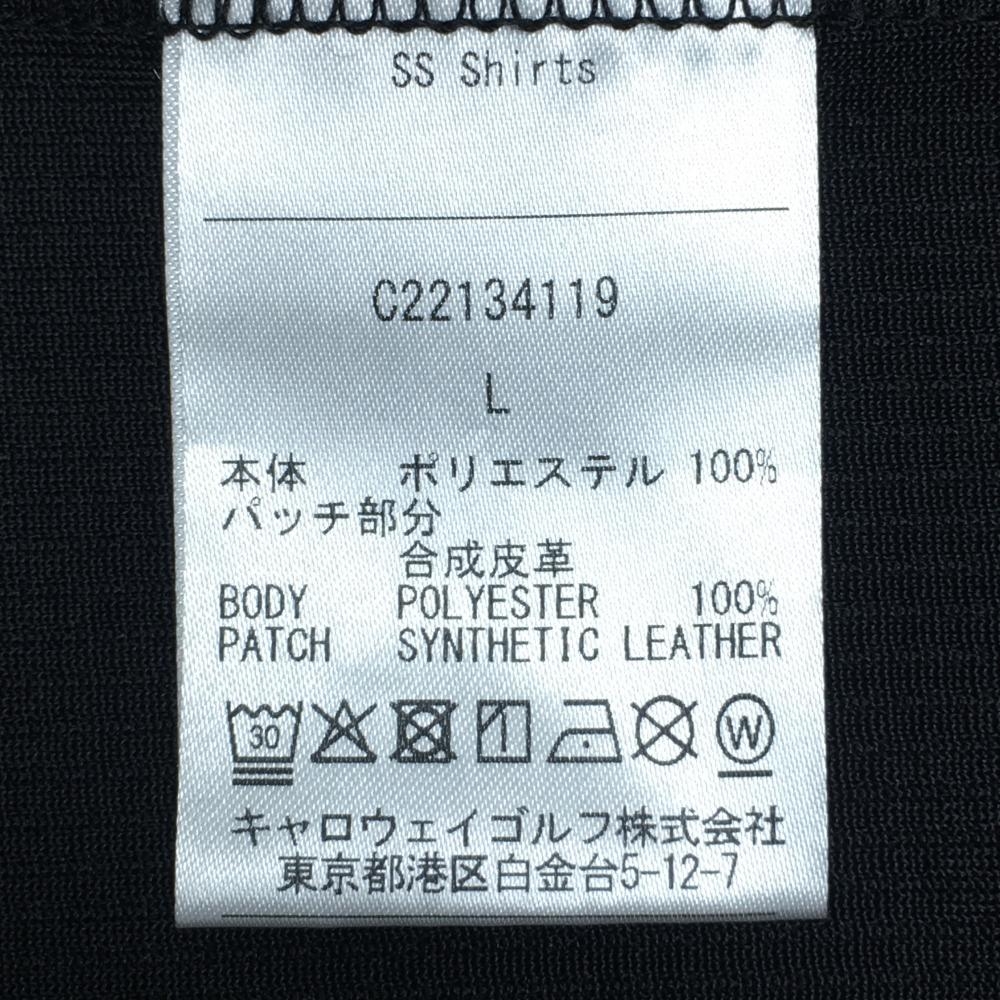 SS Shirts
C22134119
L
本体 ポリエステル 100%
パッチ部分
合成皮革
BODY POLYESTER 100%
PATCH SYNTHETIC LEATHER
30 W
キャロウェイゴルフ株式会社
東京都港区白金台5-12-7